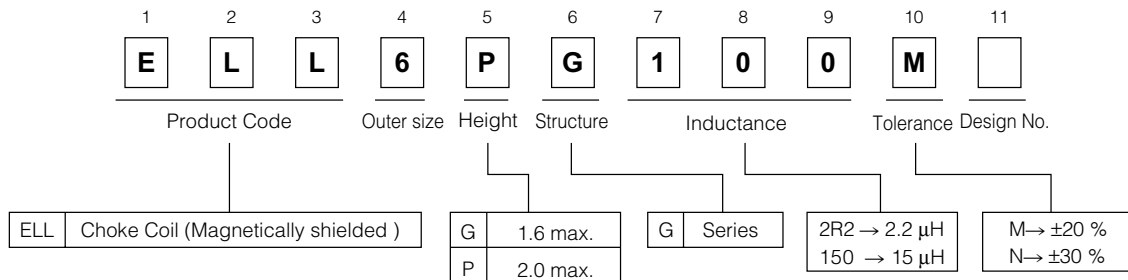 1 2 3 4 5 6 7 8 9 10 11
E L L 6 P G 1 0 0 M
Product Code Outer size Height Structure Inductance Tolerance Design No.
ELL Choke Coil (Magnetically shielded )
G 1.6 max.
P 2.0 max.
G Series
2R2 → 2.2 µH
150 → 15 µH
M→ ±20 %
N→ ±30 %